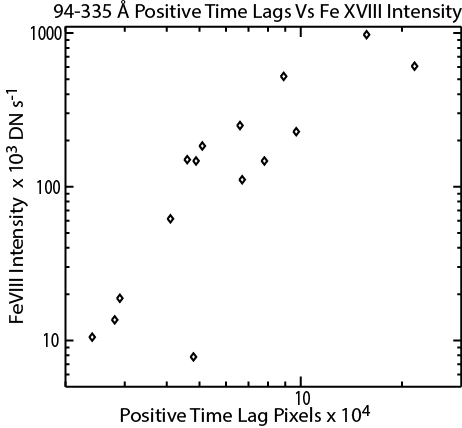 94-335 Å Positive Time Lags Vs Fe XVIII Intensity
FeVIII Intensity x 10³ DN s⁻¹
1000
100
10
10
Positive Time Lag Pixels x 10⁴